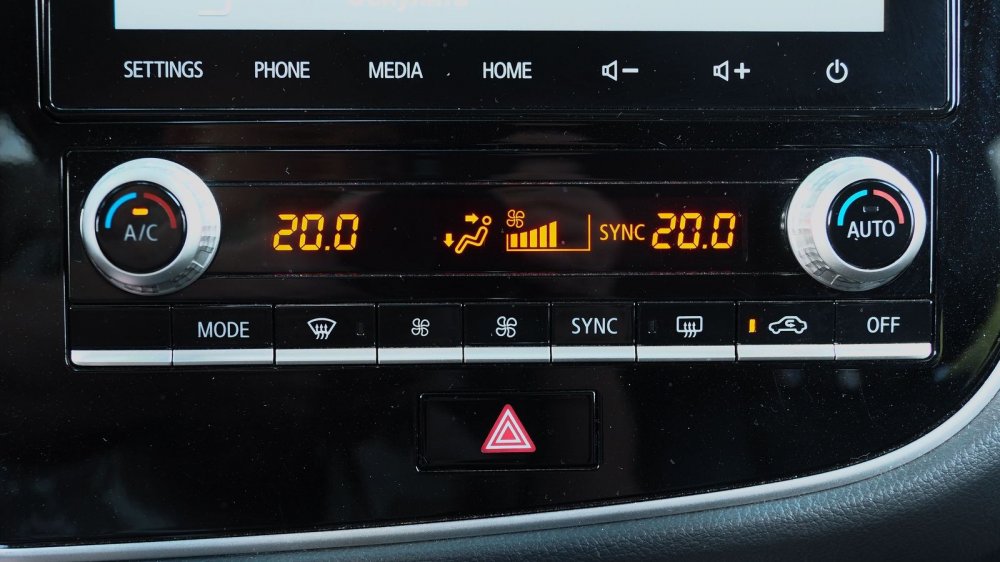 SETTINGS PHONE MEDIA HOME
A/C 20.0 SYNC 20.0 AUTO
MODE SYNC OFF